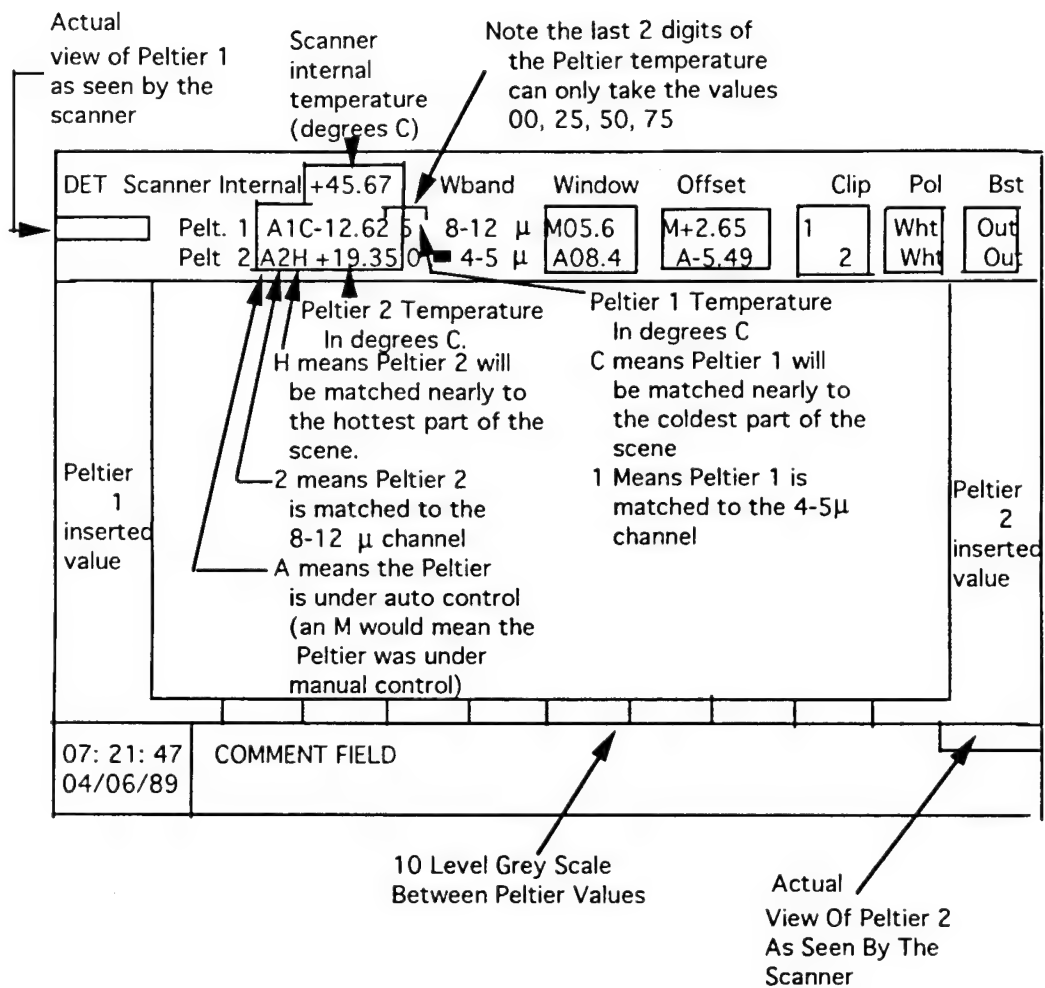 Actual
view of Peltier 1
as seen by the
scanner
Scanner
internal
temperature
(degrees C)
Note the last 2 digits of
the Peltier temperature
can only take the values
00, 25, 50, 75
DET Scanner Internal +45.67 Wband Window Offset Clip Pol Bst
Pelt. 1 A1C-12.62 5 8-12 μ M05.6 M+2.65 1 Wht Out
Pelt 2 A2H +19.35 0 4-5 μ A08.4 A-5.49 2 Wht Out
Peltier 2 Temperature
In degrees C.
H means Peltier 2 will
be matched nearly to
the hottest part of the
scene.
2 means Peltier 2
is matched to the
8-12 μ channel
A means the Peltier
is under auto control
(an M would mean the
Peltier was under
manual control)
Peltier 1 Temperature
In degrees C
C means Peltier 1 will
be matched nearly to
the coldest part of the
scene
1 Means Peltier 1 is
matched to the 4-5μ
channel
Peltier
1
inserted
value
Peltier
2
inserted
value
07: 21: 47
04/06/89
COMMENT FIELD
10 Level Grey Scale
Between Peltier Values
Actual
View Of Peltier 2
As Seen By The
Scanner